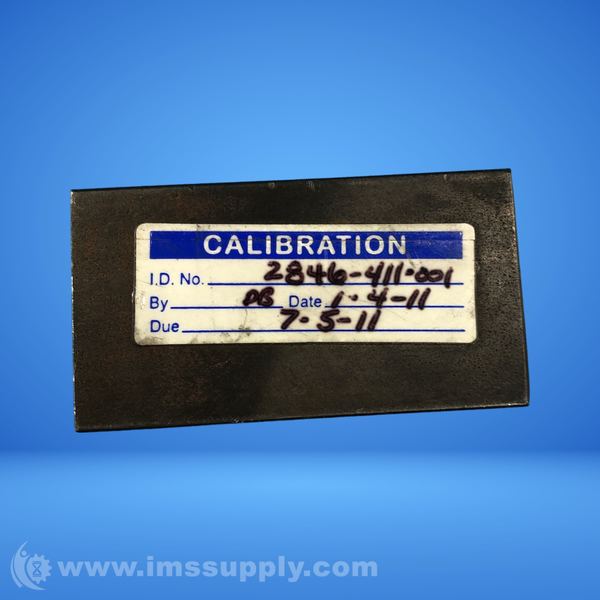 CALIBRATION
I.D. No. 2846-411-001
By DB Date 1-4-11
Due 7-5-11
www.imssupply.com